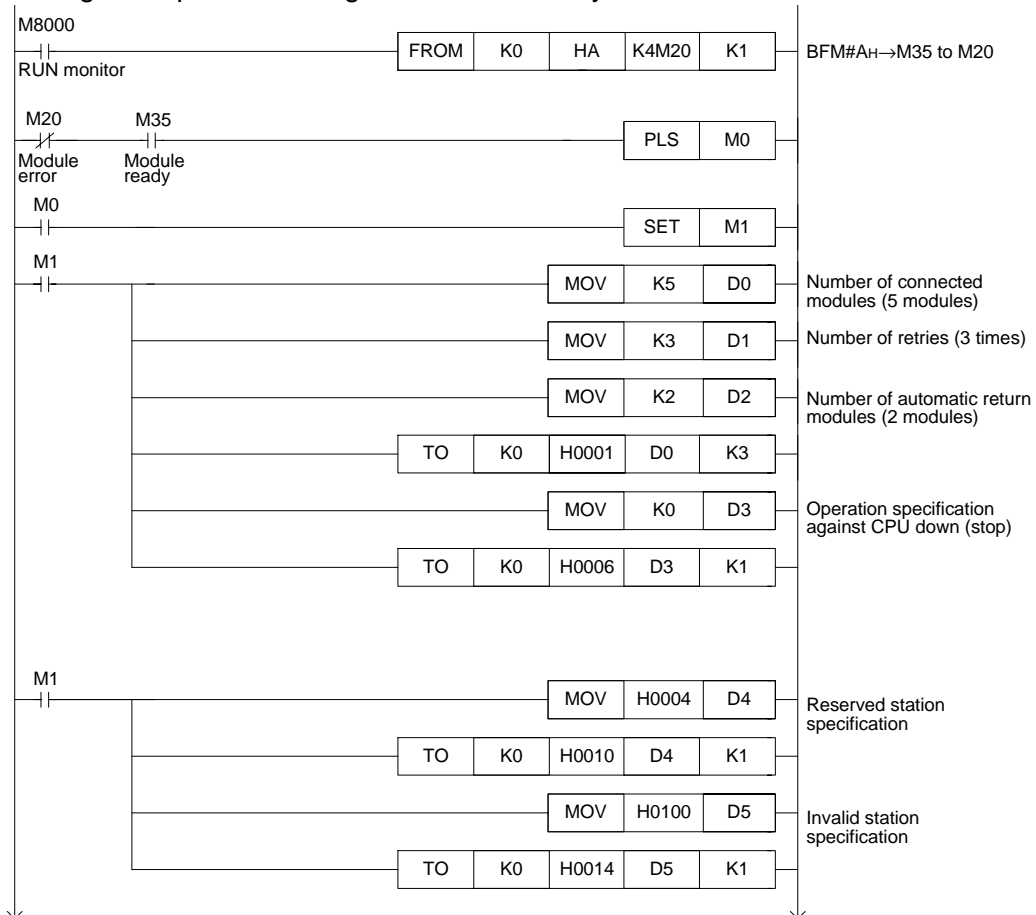 M8000
FROM K0 HA K4M20 K1 BFM#AH→M35 to M20
RUN monitor
M20 M35
PLS M0
Module error Module ready
M0
SET M1
M1
MOV K5 D0 Number of connected
modules (5 modules)
MOV K3 D1 Number of retries (3 times)
MOV K2 D2 Number of automatic return
modules (2 modules)
TO K0 H0001 D0 K3
MOV K0 D3 Operation specification
against CPU down (stop)
TO K0 H0006 D3 K1
M1
MOV H0004 D4 Reserved station
specification
TO K0 H0010 D4 K1
MOV H0100 D5 Invalid station
specification
TO K0 H0014 D5 K1